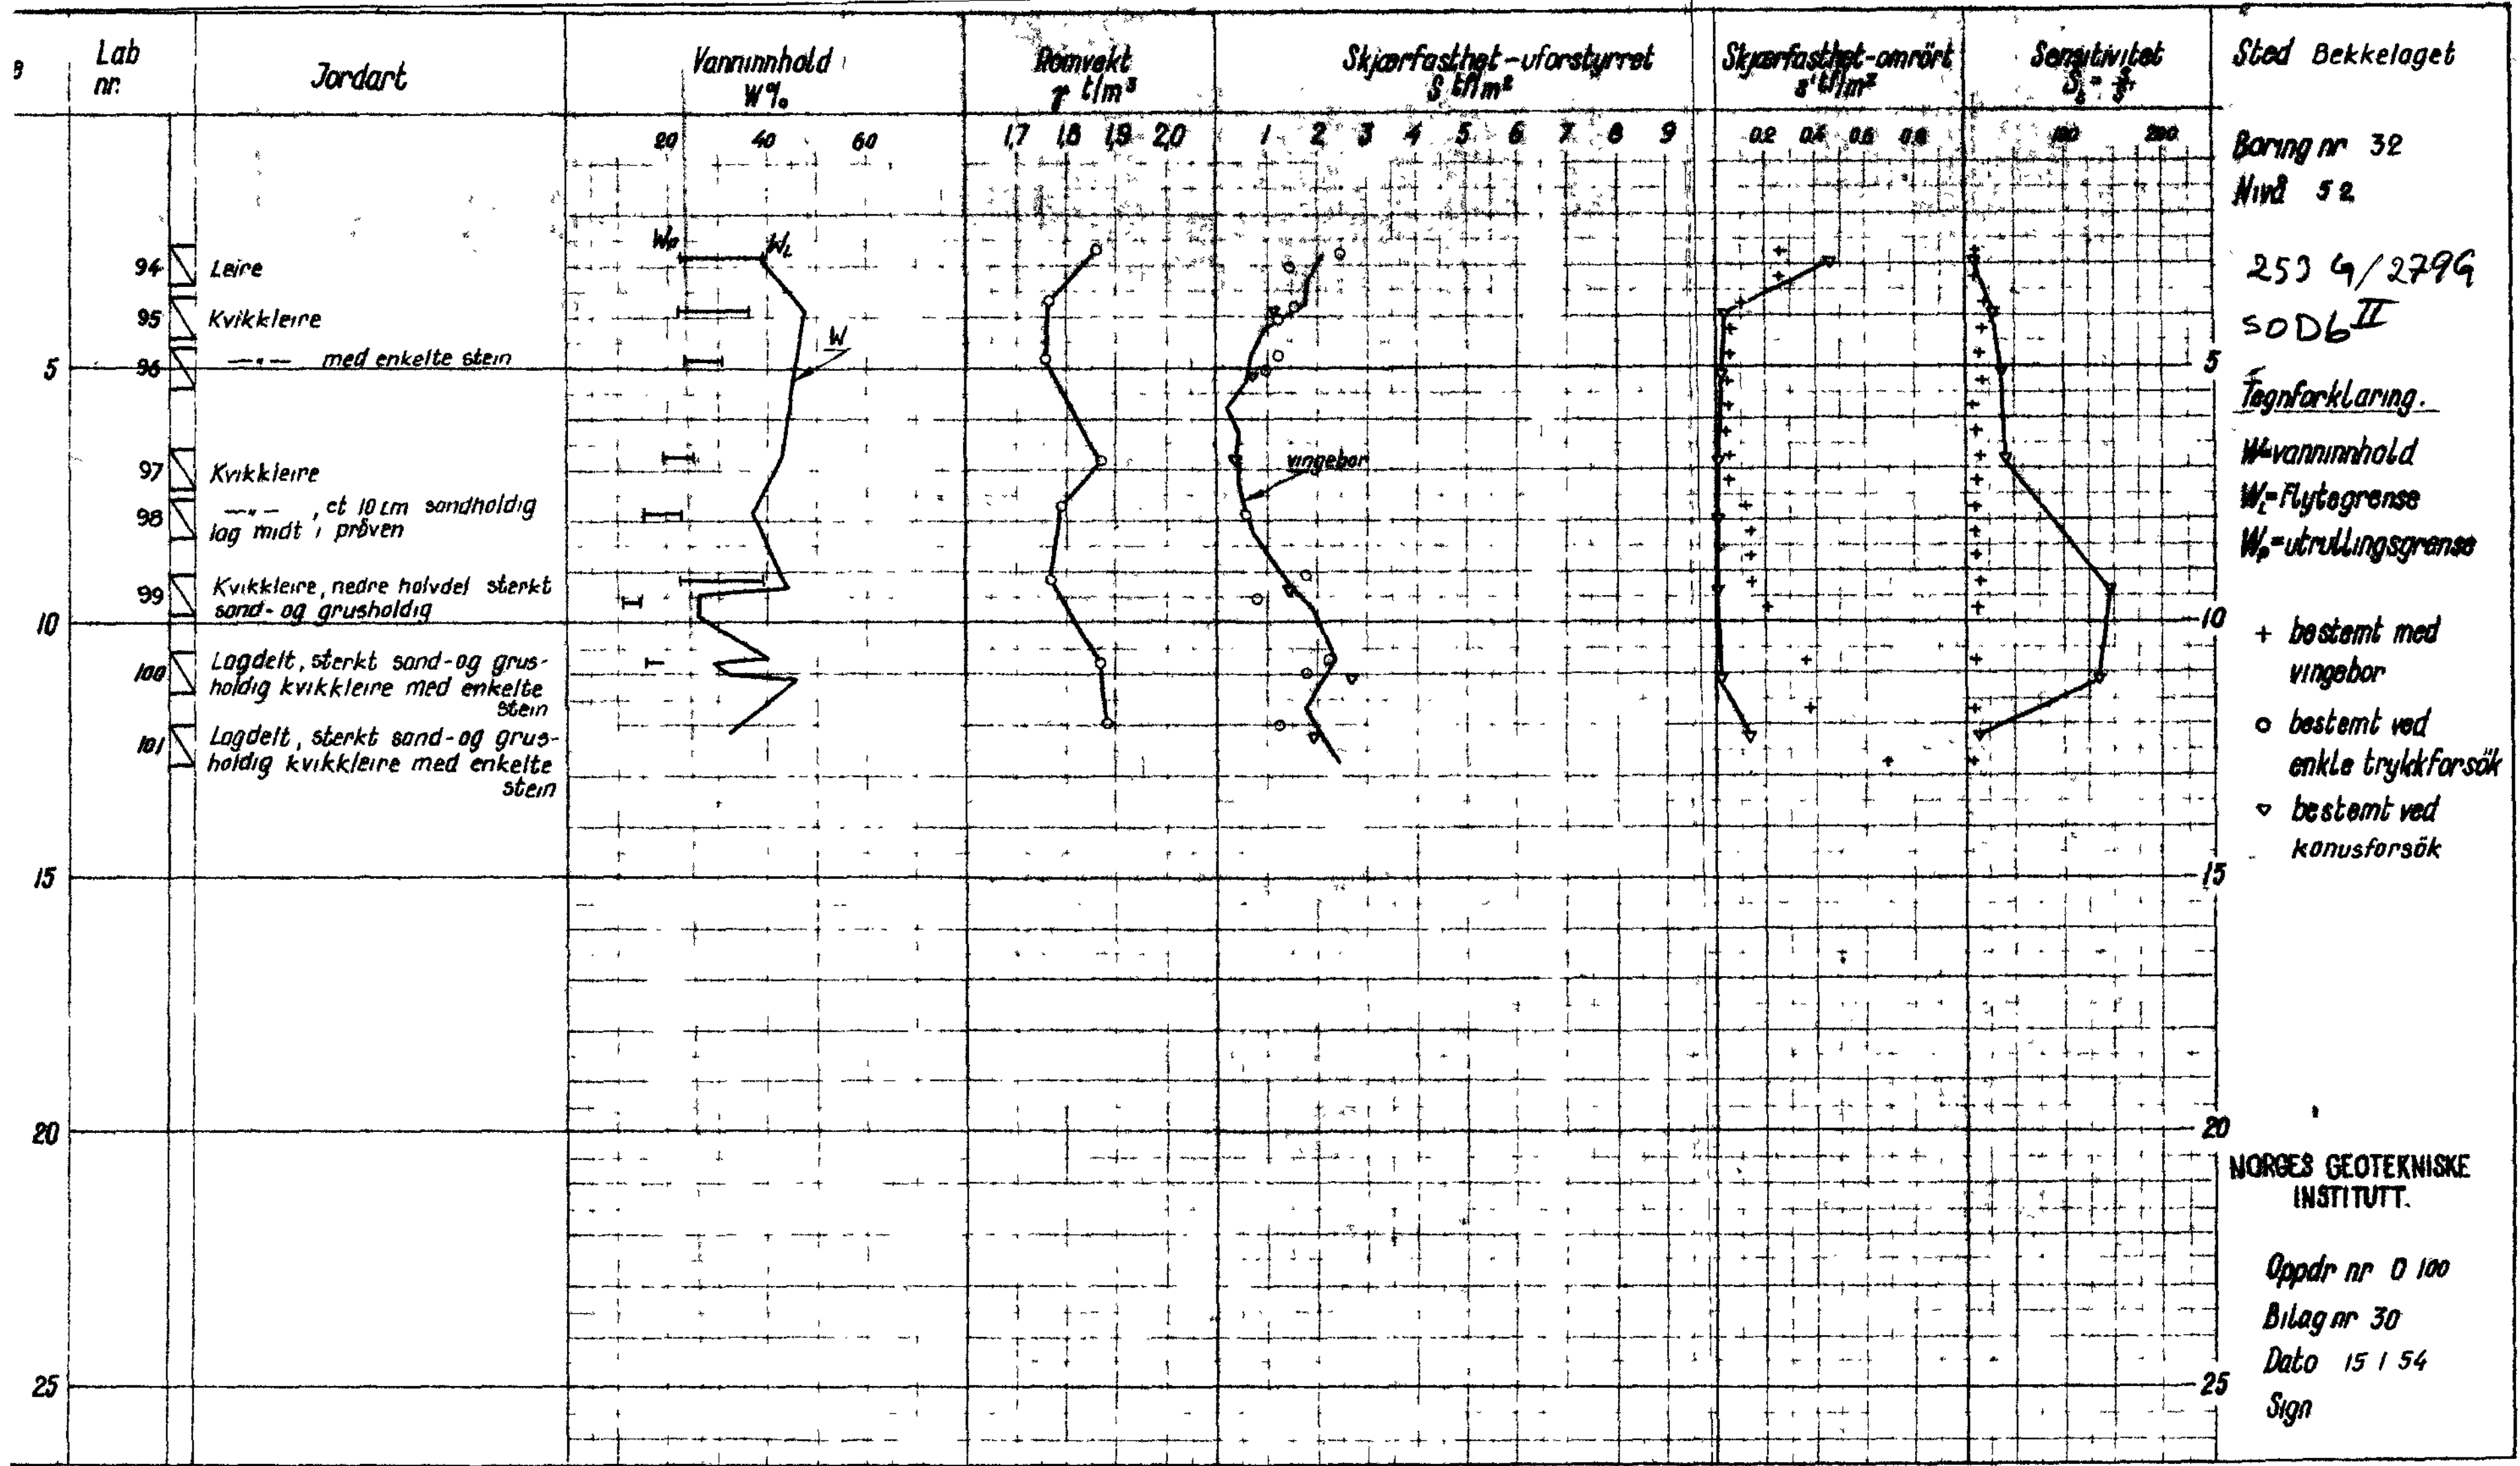 Lab
nr.
Jordart
Vanninnhold
W%
Romvekt
γ t/m³
Skjærfasthet-uforstyrret
S t/m²
Skjærfasthet-omrört
s' t/m²
Sensitivitet
20 40 60
1,7 1,8 1,9 2,0
1 2 3 4 5 6 7 8 9
0.2 0.4 0.6 0.8
100 200
Wp
WL
W
vingebor
94 Leire
95 Kvikkleire
96 —"— med enkelte stein
97 Kvikkleire
98 —"— , et 10 cm sandholdig
lag midt i pröven
99 Kvikkleire, nedre halvdel sterkt
sand- og grusholdig
100 Lagdelt, sterkt sand-og grus-
holdig kvikkleire med enkelte
stein
101 Lagdelt, sterkt sand-og grus-
holdig kvikkleire med enkelte
stein
5 5
10 10
15 15
20 20
25 25
Sted Bekkelaget
Boring nr 32
Nivå 52
253 G/279G
SODbII
Tegnforklaring.
W=vanninnhold
WL=flytegrense
Wp=utrullingsgrense
+ bestemt med
vingebor
o bestemt ved
enkle trykkforsök
▽ bestemt ved
konusforsök
NORGES GEOTEKNISKE
INSTITUTT.
Oppdr nr O 100
Bilag nr 30
Dato 15 1 54
Sign